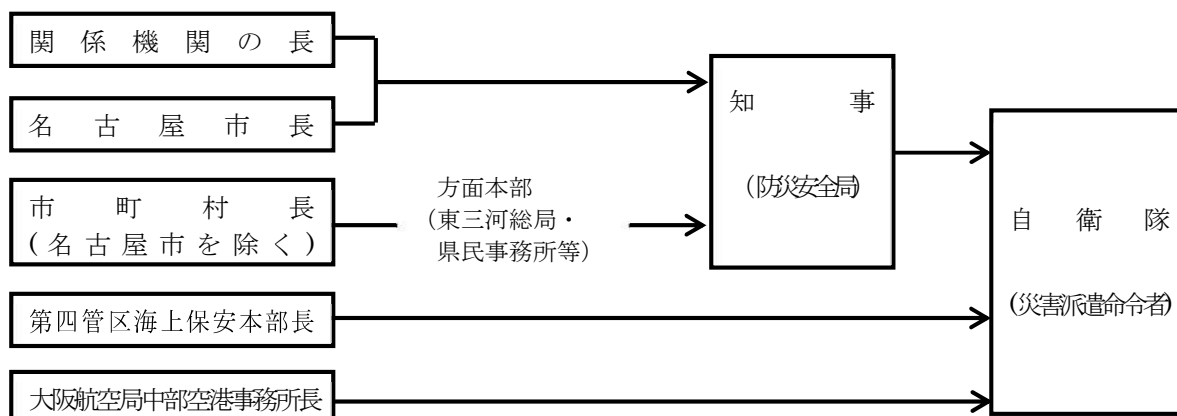 関係機関の長
名古屋市長
市町村長
(名古屋市を除く)
方面本部
(東三河総局・
県民事務所等)
知事
(防災安全局)
自衛隊
(災害派遣命令者)
第四管区海上保安本部長
大阪航空局中部空港事務所長